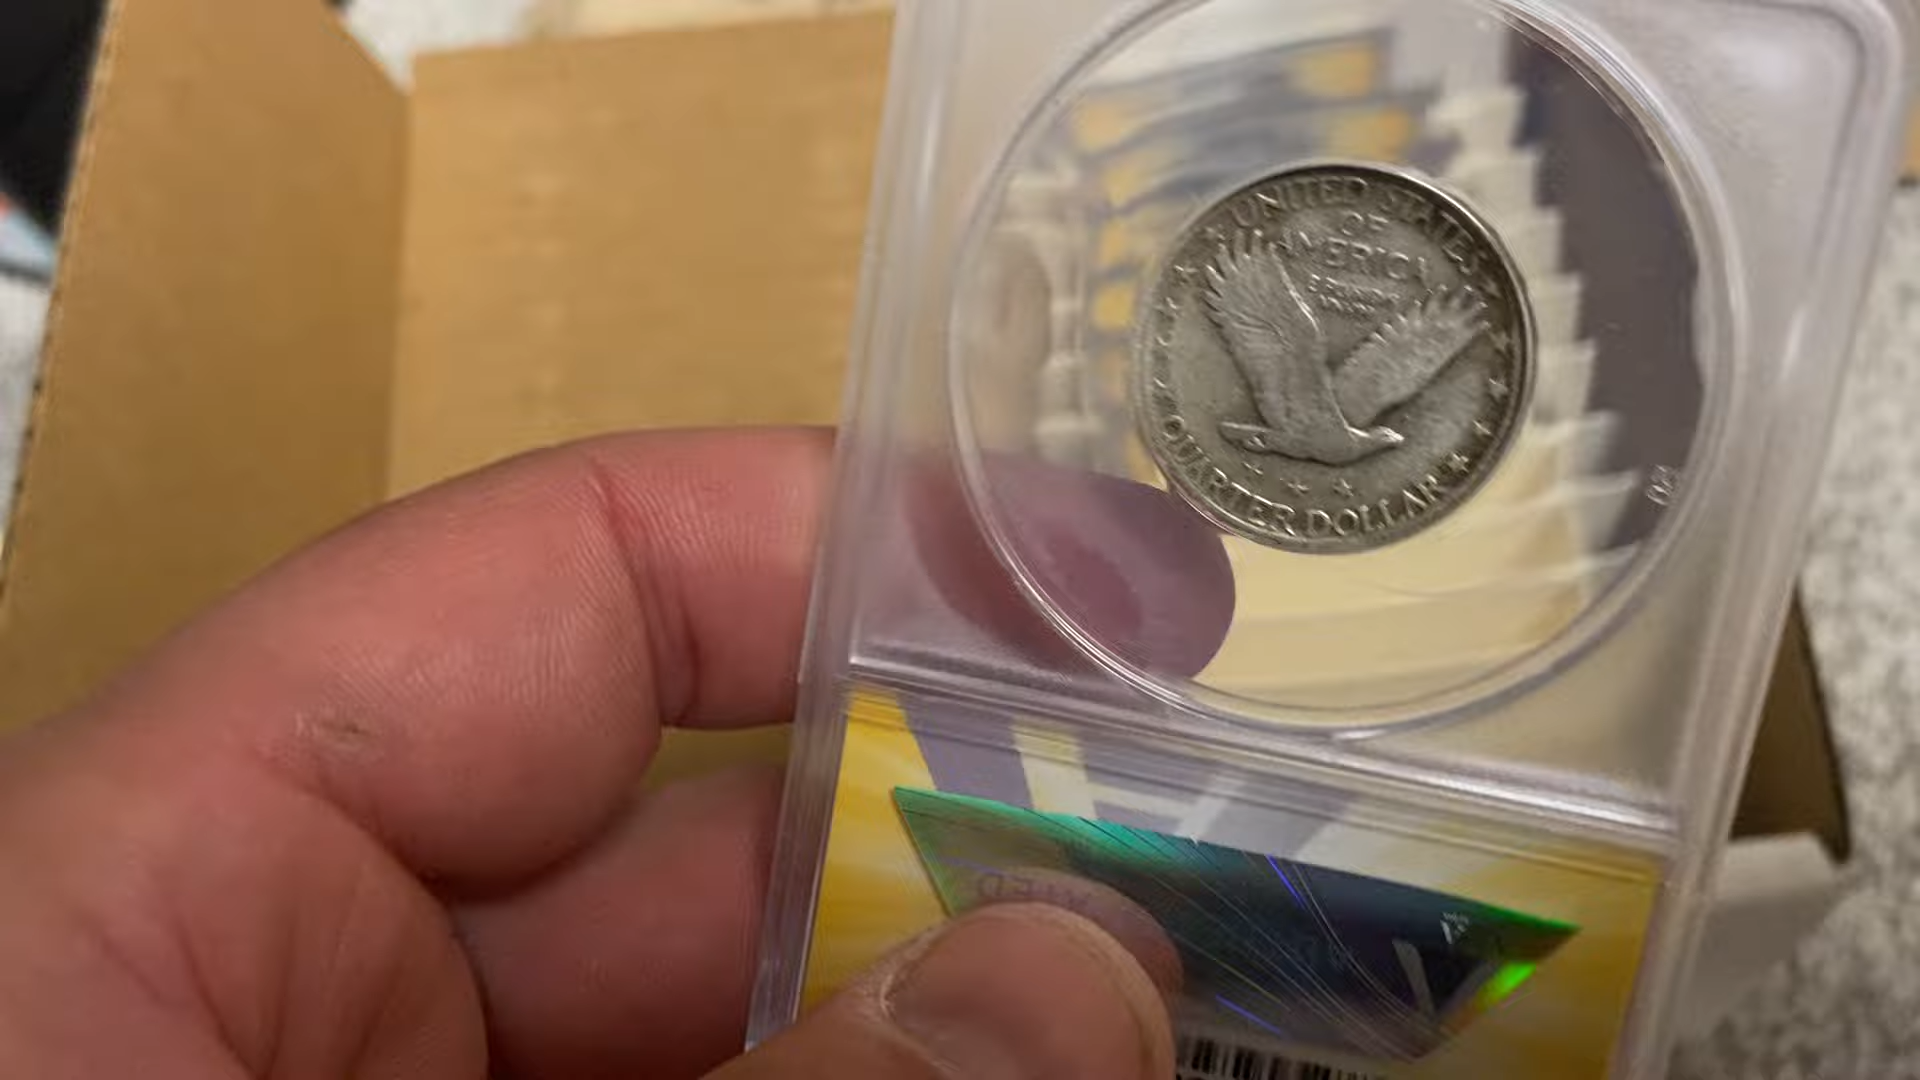 UNITED STATES
OF
AMERICA
E PLURIBUS
UNUM
QUARTER DOLLAR